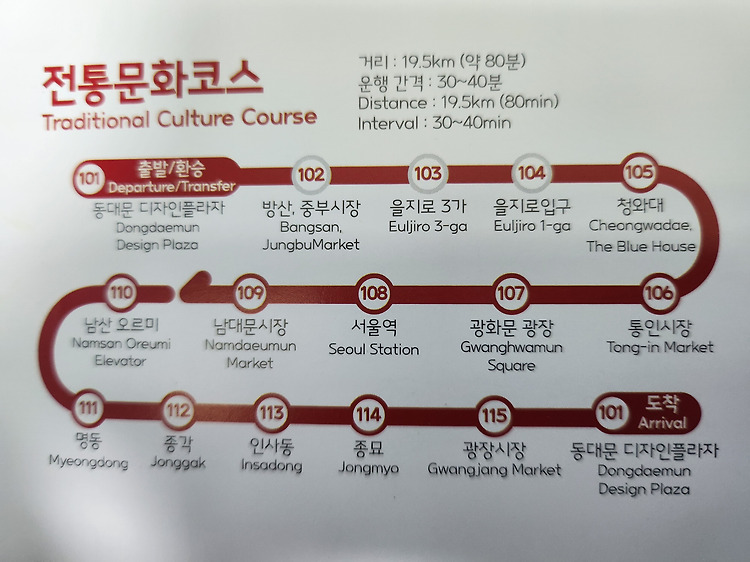 전통문화코스
Traditional Culture Course
거리 : 19.5km (약 80분)
운행 간격 : 30~40분
Distance : 19.5km (80min)
Interval : 30~40min
101 출발/환승
Departure/Transfer
동대문 디자인플라자
Dongdaemun
Design Plaza
102
방산, 중부시장
Bangsan,
JungbuMarket
103
을지로 3가
Euljiro 3-ga
104
을지로입구
Euljiro 1-ga
105
청와대
Cheongwadae,
The Blue House
106
통인시장
Tong-in Market
107
광화문 광장
Gwanghwamun
Square
108
서울역
Seoul Station
109
남대문시장
Namdaeumun
Market
110
남산 오르미
Namsan Oreumi
Elevator
111
명동
Myeongdong
112
종각
Jonggak
113
인사동
Insadong
114
종묘
Jongmyo
115
광장시장
Gwangjang Market
101 도착
Arrival
동대문 디자인플라자
Dongdaemun
Design Plaza